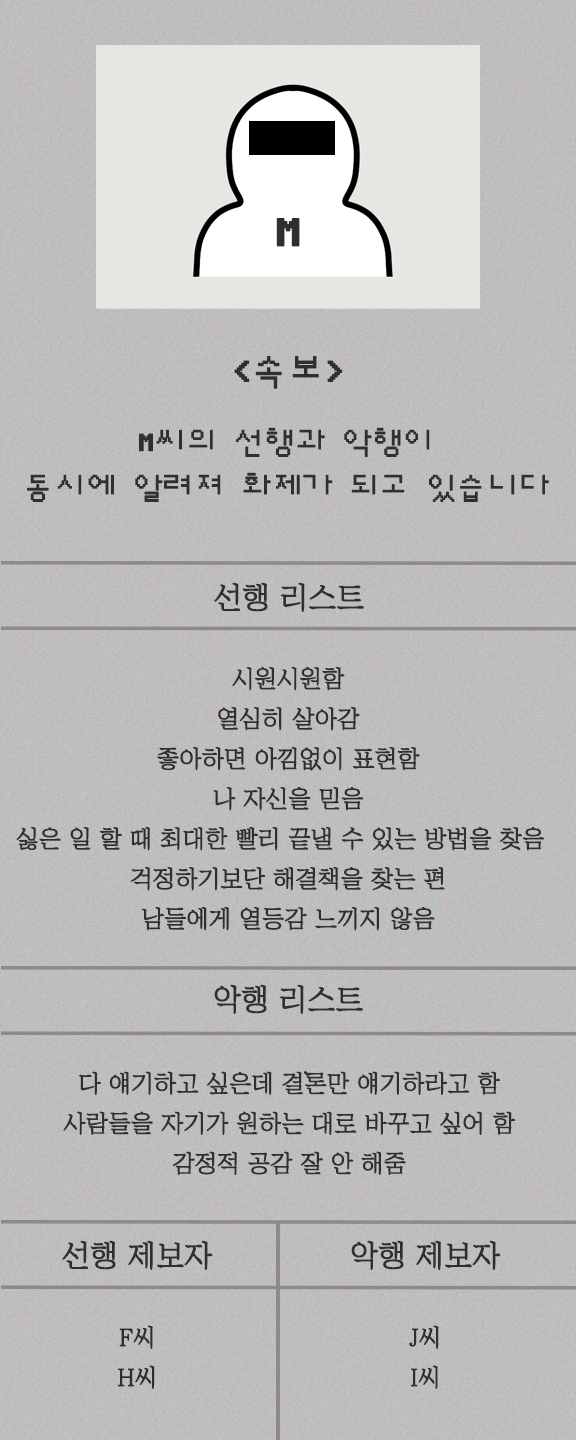 M
<속보>
M씨의 선행과 악행이
동시에 알려져 화제가 되고 있습니다
선행 리스트
시원시원함
열심히 살아감
좋아하면 아낌없이 표현함
나 자신을 믿음
싫은 일 할 때 최대한 빨리 끝낼 수 있는 방법을 찾음
걱정하기보단 해결책을 찾는 편
남들에게 열등감 느끼지 않음
악행 리스트
다 얘기하고 싶은데 결론만 얘기하라고 함
사람들을 자기가 원하는 대로 바꾸고 싶어 함
감정적 공감 잘 안 해줌
선행 제보자
악행 제보자
F씨
J씨
H씨
I씨